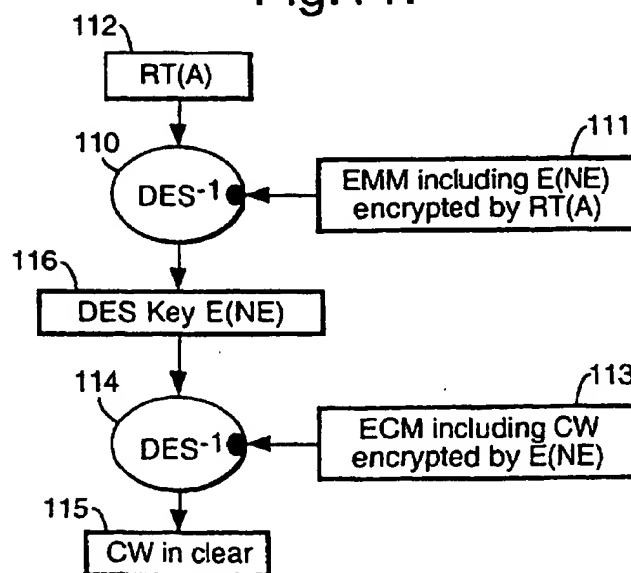 112
RT(A)
110
DES-1
111
EMM including E(NE)
encrypted by RT(A)
116
DES Key E(NE)
114
DES-1
113
ECM including CW
encrypted by E(NE)
115
CW in clear